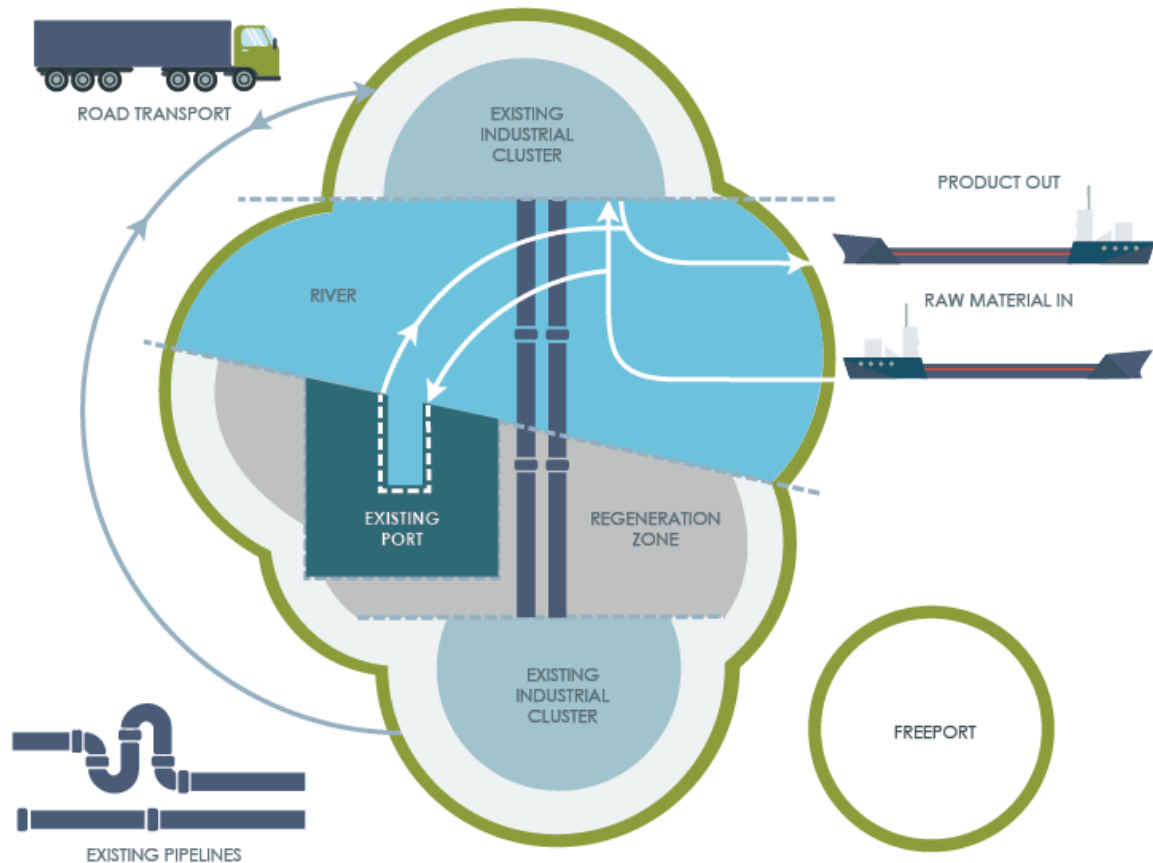 ROAD TRANSPORT
EXISTING
INDUSTRIAL
CLUSTER
PRODUCT OUT
RIVER
RAW MATERIAL IN
EXISTING
PORT
REGENERATION
ZONE
EXISTING
INDUSTRIAL
CLUSTER
FREEPORT
EXISTING PIPELINES